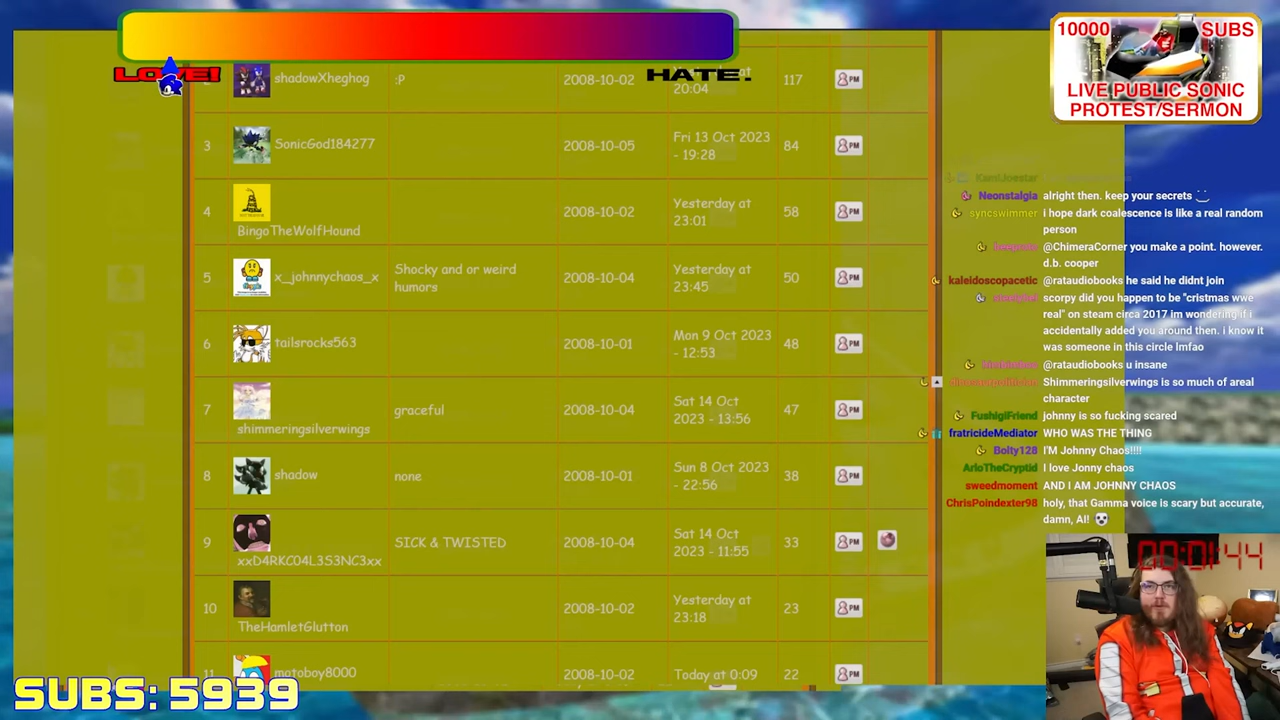 10000 SUBS
LIVE PUBLIC SONIC
PROTEST/SERMON
LOVE!
HATE.
shadowXheghog :P 2008-10-02 20:04 117 PM
3 SonicGod184277 2008-10-05 Fri 13 Oct 2023 - 19:28 84 PM
4 BingoTheWolfHound 2008-10-02 Yesterday at 23:01 58 PM
5 x_johnnychaos_x Shocky and or weird humors 2008-10-04 Yesterday at 23:45 50 PM
6 tailsrocks563 2008-10-01 Mon 9 Oct 2023 - 12:53 48 PM
7 shimmeringsilverwings graceful 2008-10-04 Sat 14 Oct 2023 - 13:56 47 PM
8 shadow none 2008-10-01 Sun 8 Oct 2023 - 22:56 38 PM
9 xxD4RKC04L3S3NC3xx SICK & TWISTED 2008-10-04 Sat 14 Oct 2023 - 11:55 33 PM
10 TheHamletGlutton 2008-10-02 Yesterday at 23:18 23 PM
11 motoboy8000 2008-10-02 Today at 0:09 22 PM
KamiJoestar
Neonstalgia alright then. keep your secrets
syncswimmer i hope dark coalescence is like a real random
person
@ChimeraCorner you make a point. however.
d.b. cooper
kaleidoscopacetic @rataudiobooks he said he didnt join
scorpy did you happen to be "cristmas wwe
real" on steam circa 2017 im wondering if i
accidentally added you around then. i know it
was someone in this circle lmfao
@rataudiobooks u insane
Shimmeringsilverwings is so much of areal
character
FushigiFriend johnny is so fucking scared
fratricideMediator WHO WAS THE THING
Bolty128 I'M Johnny Chaos!!!!
ArloTheCryptid I love Jonny chaos
sweedmoment AND I AM JOHNNY CHAOS
ChrisPoindexter98 holy, that Gamma voice is scary but accurate,
damn, AI!
00:01:44
SUBS: 5939